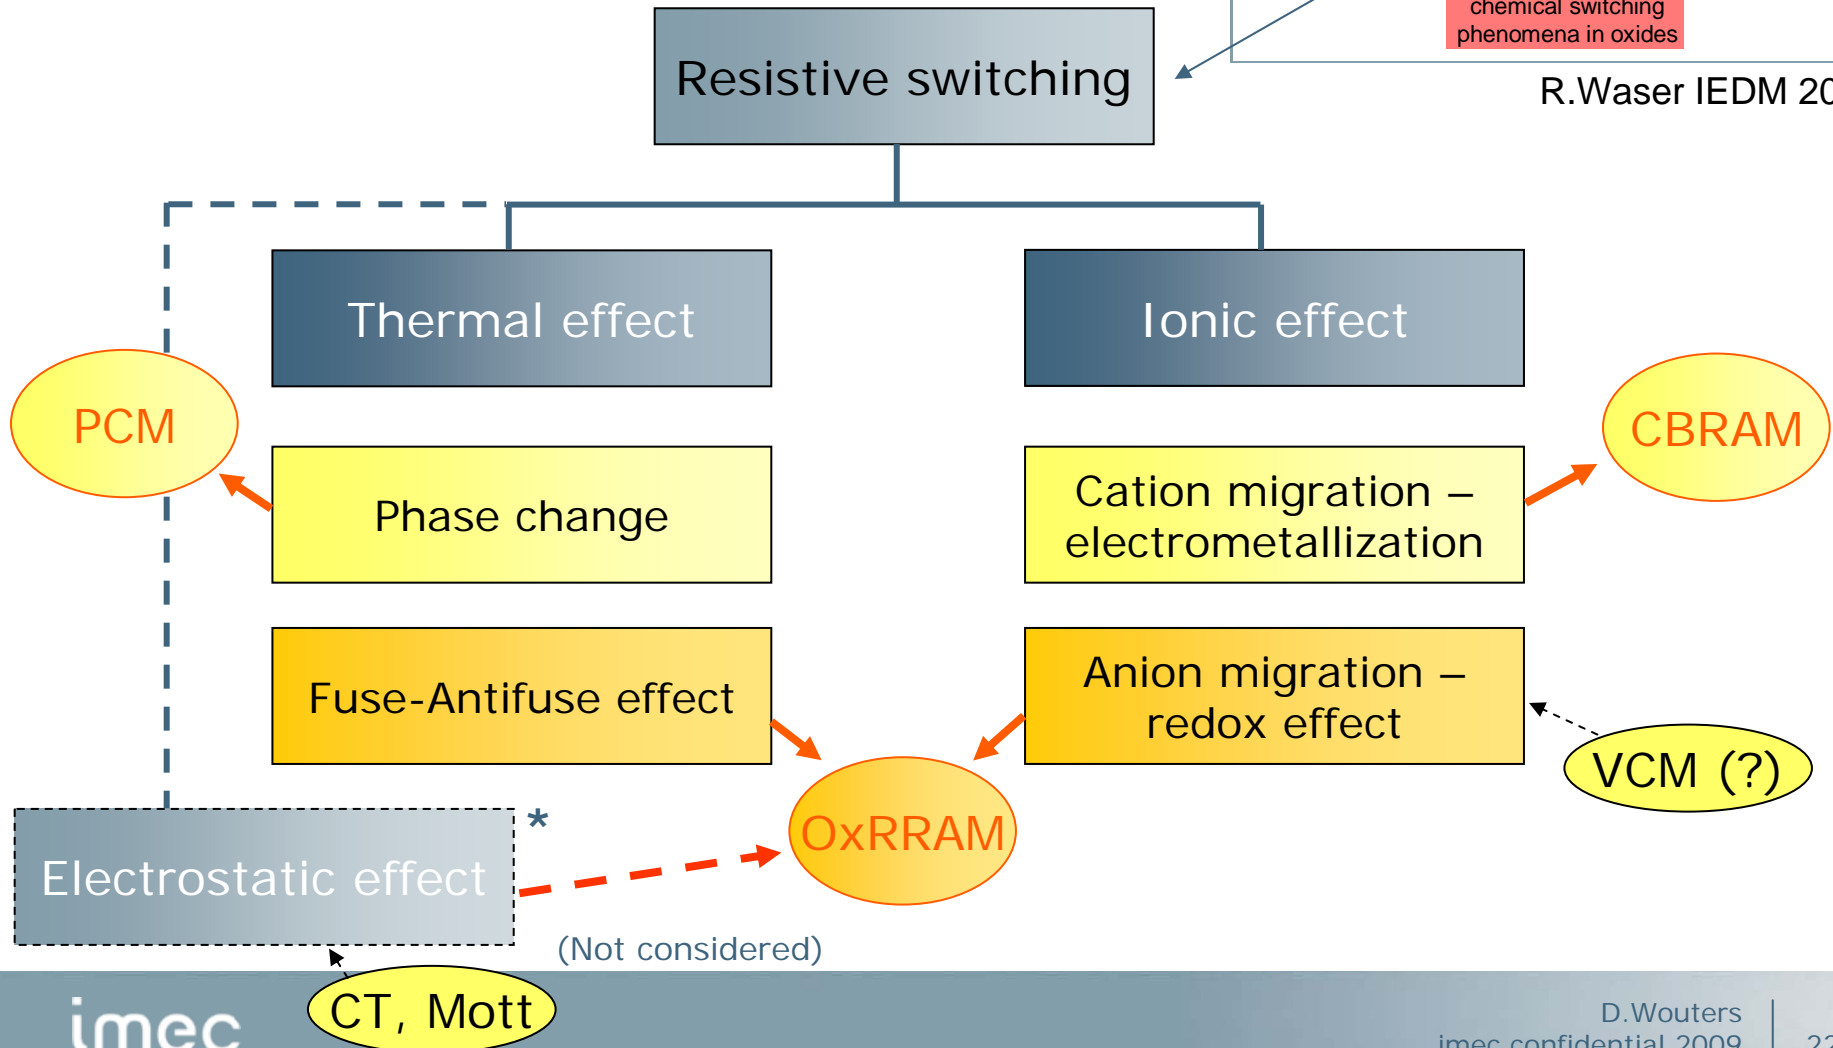 chemical switching
phenomena in oxides
Resistive switching
R.Waser IEDM 20
Thermal effect
Ionic effect
PCM
CBRAM
Phase change
Cation migration –
electrometallization
Fuse-Antifuse effect
Anion migration –
redox effect
VCM (?)
*
OxRRAM
Electrostatic effect
(Not considered)
CT, Mott
imec
D.Wouters
imec confidential 2009
22